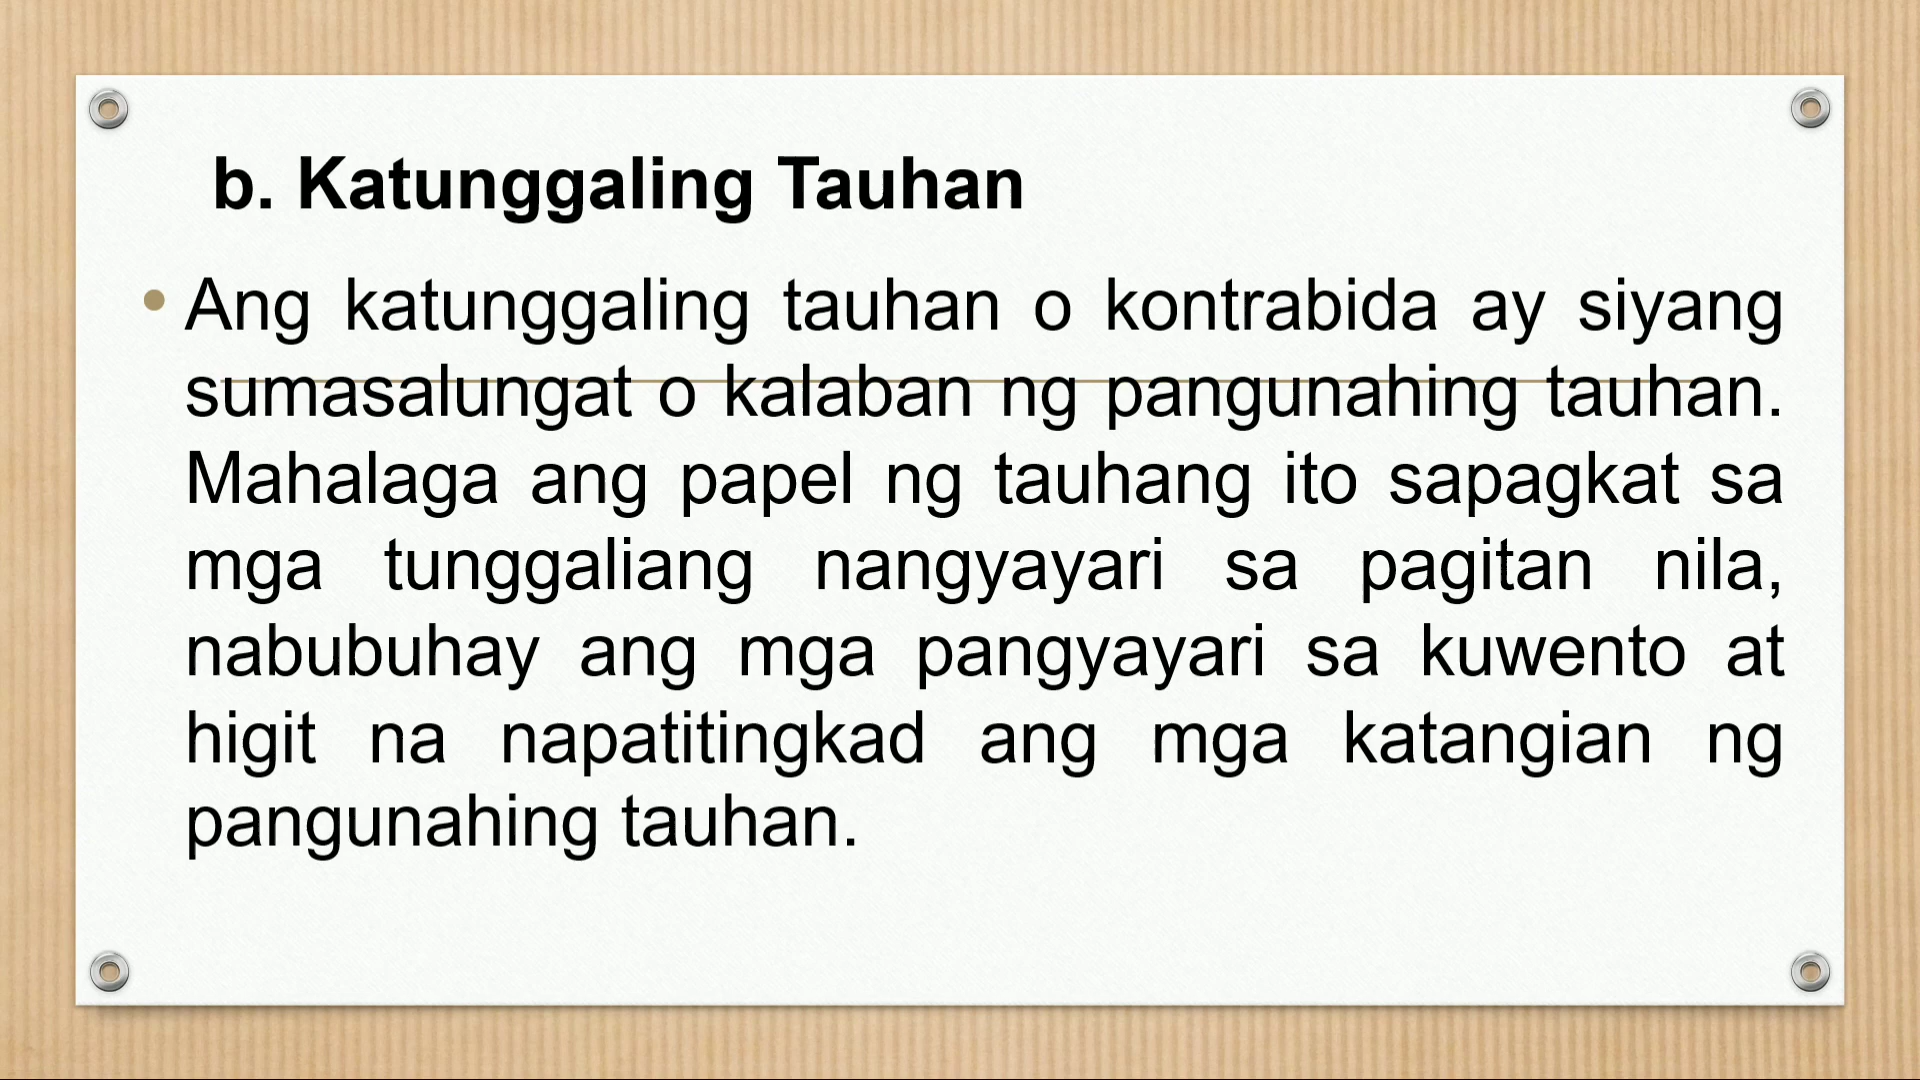 b. Katunggaling Tauhan
• Ang katunggaling tauhan o kontrabida ay siyang
sumasalungat o kalaban ng pangunahing tauhan.
Mahalaga ang papel ng tauhang ito sapagkat sa
mga tunggaliang nangyayari sa pagitan nila,
nabubuhay ang mga pangyayari sa kuwento at
higit na napatitingkad ang mga katangian ng
pangunahing tauhan.